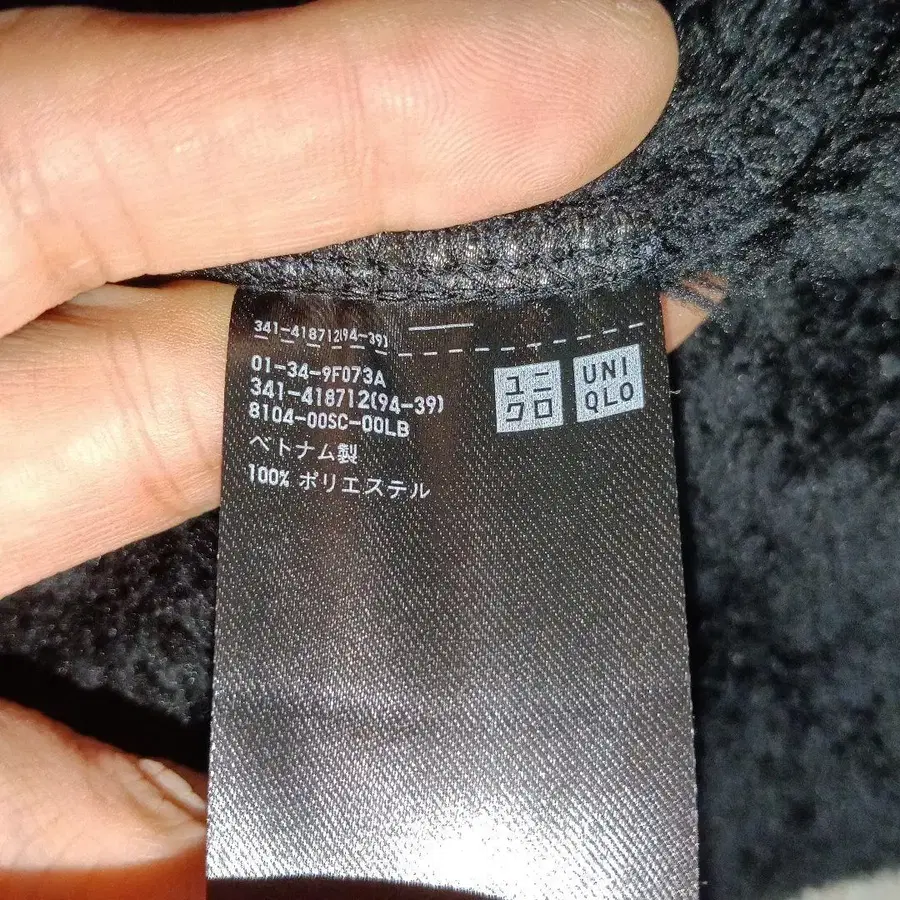 341-418712(94-39)
01-34-9F073A
341-418712(94-39)
8104-00SC-00LB
ベトナム製
100% ポリエステル
ユニ
クロ
UNI
QLO